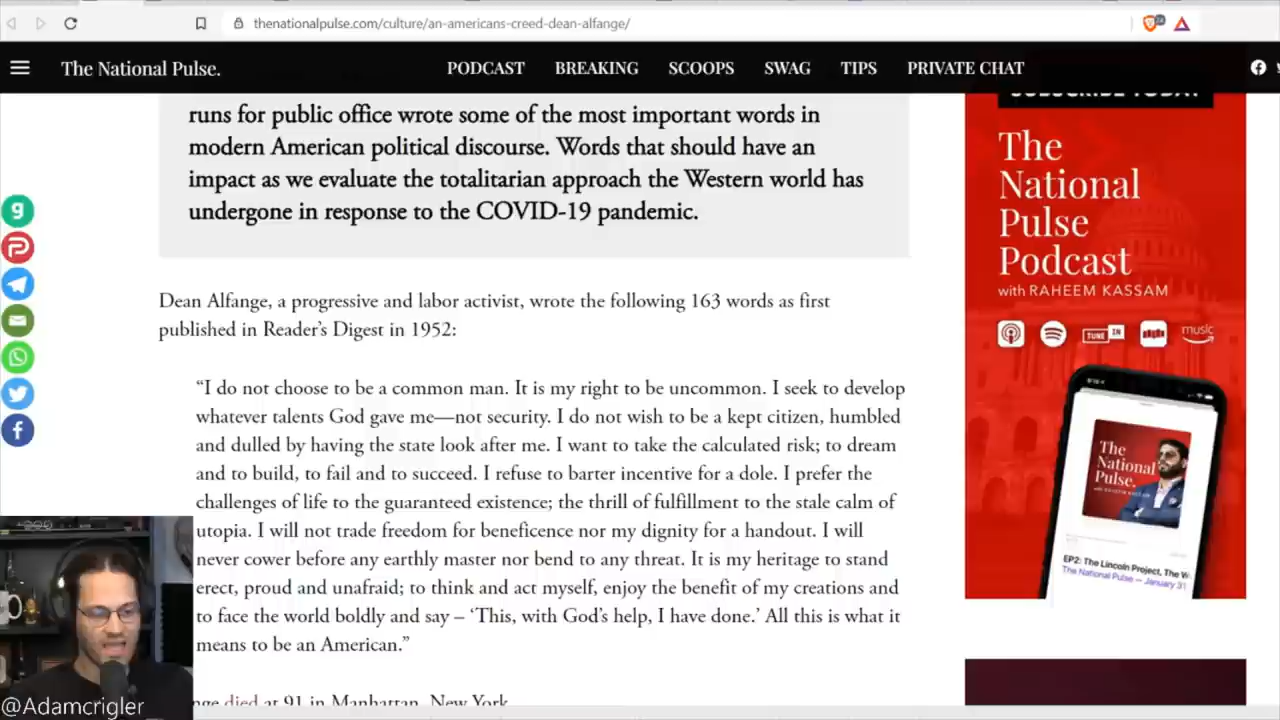 thenationalpulse.com/culture/an-americans-creed-dean-alfange/
The National Pulse.
PODCAST
BREAKING
SCOOPS
SWAG
TIPS
PRIVATE CHAT
runs for public office wrote some of the most important words in
modern American political discourse. Words that should have an
impact as we evaluate the totalitarian approach the Western world has
undergone in response to the COVID-19 pandemic.
Dean Alfange, a progressive and labor activist, wrote the following 163 words as first
published in Reader's Digest in 1952:
“I do not choose to be a common man. It is my right to be uncommon. I seek to develop
whatever talents God gave me—not security. I do not wish to be a kept citizen, humbled
and dulled by having the state look after me. I want to take the calculated risk; to dream
and to build, to fail and to succeed. I refuse to barter incentive for a dole. I prefer the
challenges of life to the guaranteed existence; the thrill of fulfillment to the stale calm of
utopia. I will not trade freedom for beneficence nor my dignity for a handout. I will
never cower before any earthly master nor bend to any threat. It is my heritage to stand
erect, proud and unafraid; to think and act myself, enjoy the benefit of my creations and
to face the world boldly and say – ‘This, with God’s help, I have done.’ All this is what it
means to be an American.”
died at 91 in Manhattan, New York
SUBSCRIBE TODAY
The
National
Pulse
Podcast
with RAHEEM KASSAM
TUNE IN
music
The
National
Pulse.
EP2: The Lincoln Project, The W
The National Pulse — January 31
@Adamcrigler